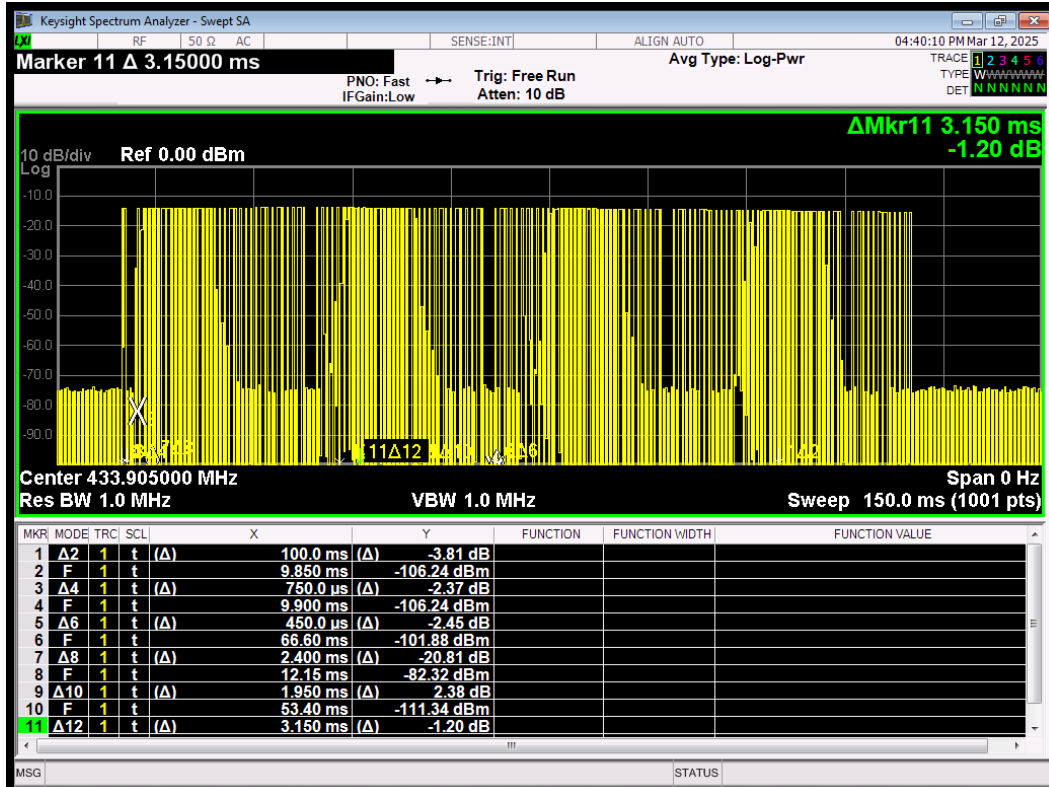 Keysight Spectrum Analyzer - Swept SA
LXI RF 50 Ω AC SENSE:INT ALIGN AUTO 04:40:10 PM Mar 12, 2025
Marker 11 Δ 3.15000 ms
PNO: Fast Trig: Free Run Avg Type: Log-Pwr TRACE 1 2 3 4 5 6
IFGain:Low Atten: 10 dB TYPE W
DET N N N N N N
ΔMkr11 3.150 ms
-1.20 dB
10 dB/div Ref 0.00 dBm
Log
-10.0
-20.0
-30.0
-40.0
-50.0
-60.0
-70.0
-80.0
-90.0
11Δ12
Center 433.905000 MHz Span 0 Hz
Res BW 1.0 MHz VBW 1.0 MHz Sweep 150.0 ms (1001 pts)
MKR MODE TRC SCL X Y FUNCTION FUNCTION WIDTH FUNCTION VALUE
1 Δ2 1 t (Δ) 100.0 ms (Δ) -3.81 dB
2 F 1 t 9.850 ms -106.24 dBm
3 Δ4 1 t (Δ) 750.0 µs (Δ) -2.37 dB
4 F 1 t 9.900 ms -106.24 dBm
5 Δ6 1 t (Δ) 450.0 µs (Δ) -2.45 dB
6 F 1 t 66.60 ms -101.88 dBm
7 Δ8 1 t (Δ) 2.400 ms (Δ) -20.81 dB
8 F 1 t 12.15 ms -82.32 dBm
9 Δ10 1 t (Δ) 1.950 ms (Δ) 2.38 dB
10 F 1 t 53.40 ms -111.34 dBm
11 Δ12 1 t (Δ) 3.150 ms (Δ) -1.20 dB
MSG STATUS